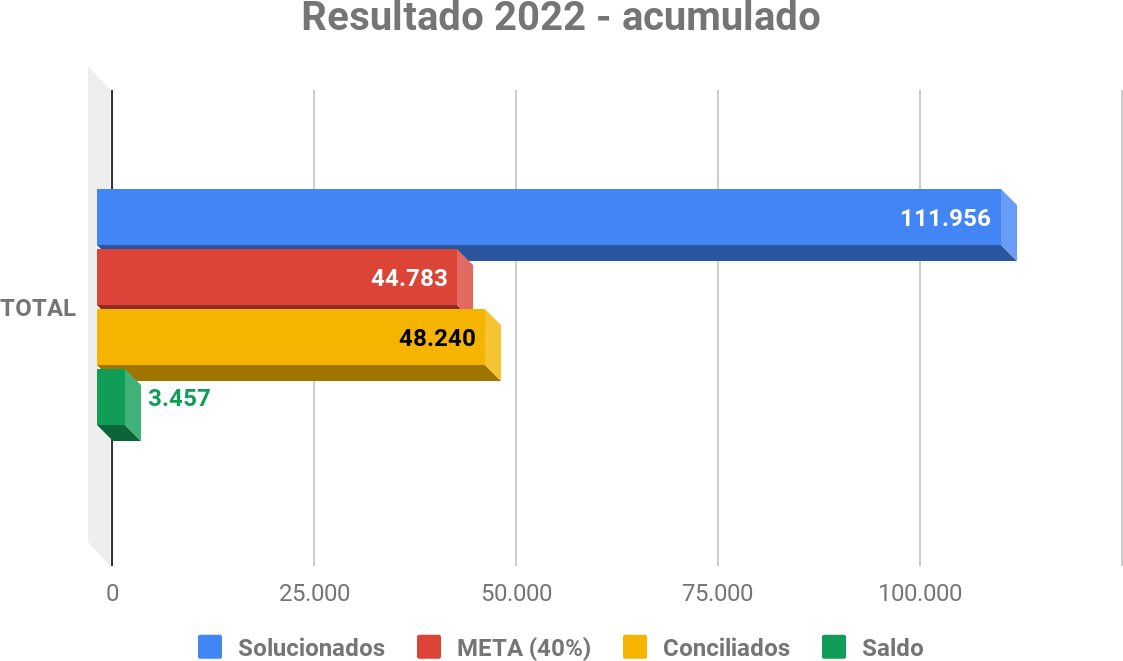 Resultado 2022 - acumulado
111.956
44.783
TOTAL
48.240
3.457
0 25.000 50.000 75.000 100.000
Solucionados META (40%) Conciliados Saldo